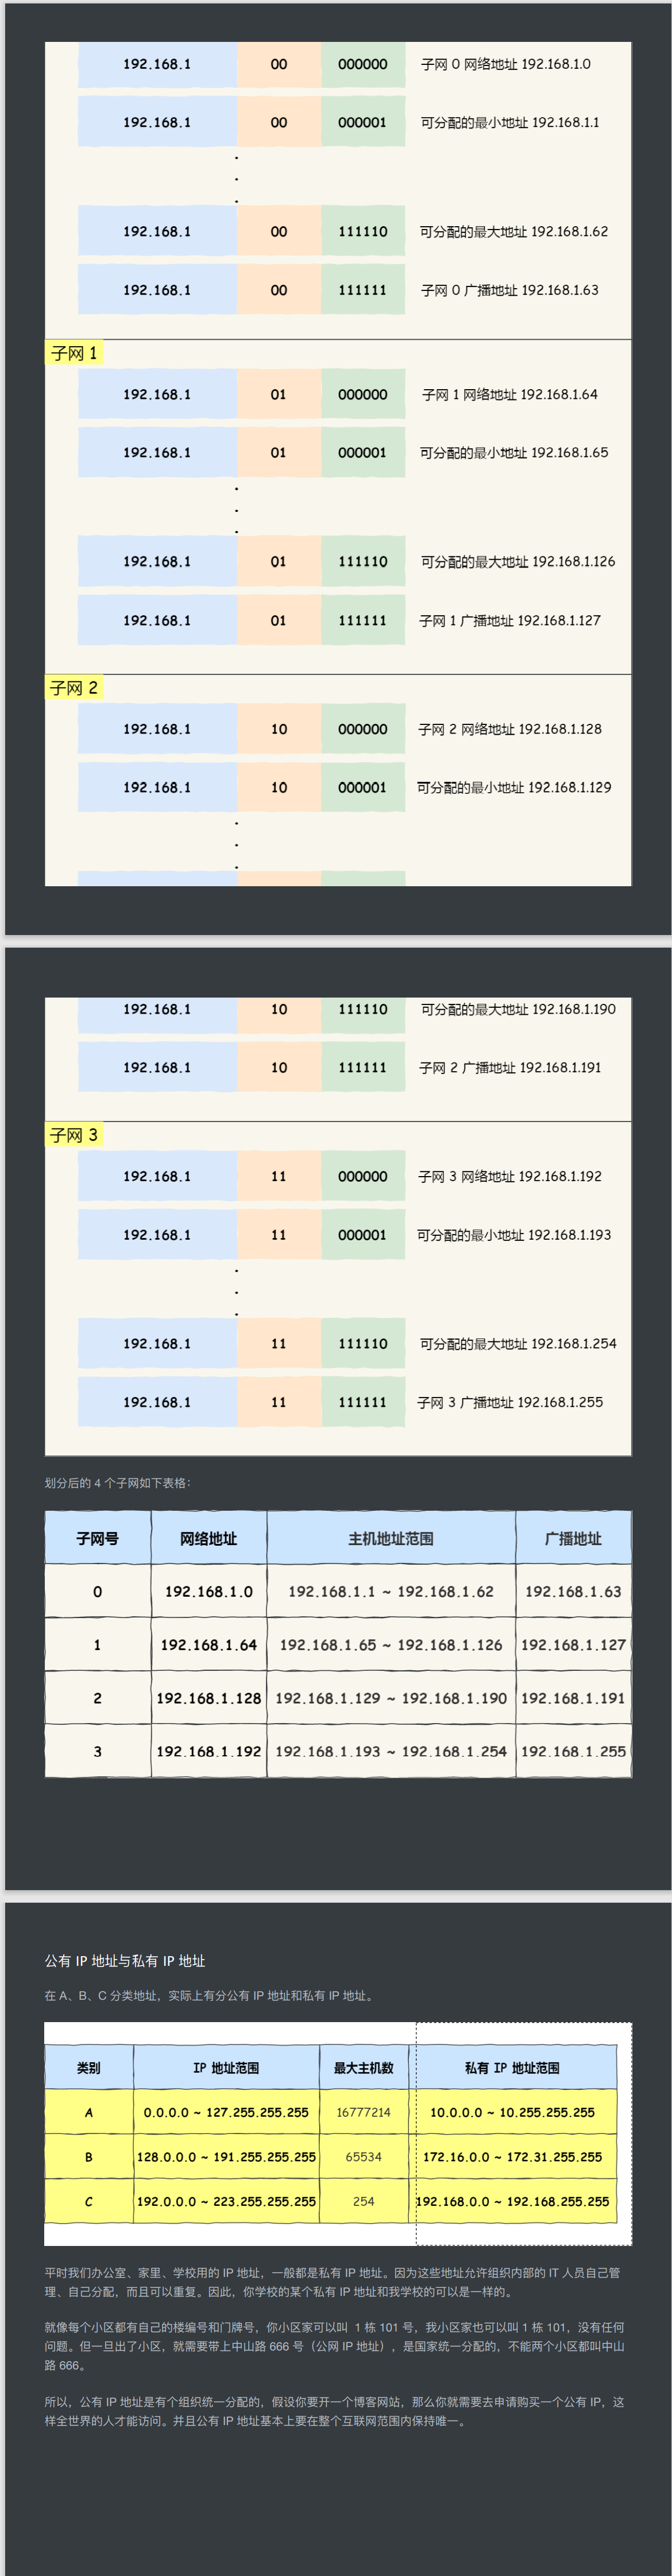 192.168.1 00 000000 子网 0 网络地址 192.168.1.0
192.168.1 00 000001 可分配的最小地址 192.168.1.1
192.168.1 00 111110 可分配的最大地址 192.168.1.62
192.168.1 00 111111 子网 0 广播地址 192.168.1.63
子网 1
192.168.1 01 000000 子网 1 网络地址 192.168.1.64
192.168.1 01 000001 可分配的最小地址 192.168.1.65
192.168.1 01 111110 可分配的最大地址 192.168.1.126
192.168.1 01 111111 子网 1 广播地址 192.168.1.127
子网 2
192.168.1 10 000000 子网 2 网络地址 192.168.1.128
192.168.1 10 000001 可分配的最小地址 192.168.1.129
192.168.1 10 111110 可分配的最大地址 192.168.1.190
192.168.1 10 111111 子网 2 广播地址 192.168.1.191
子网 3
192.168.1 11 000000 子网 3 网络地址 192.168.1.192
192.168.1 11 000001 可分配的最小地址 192.168.1.193
192.168.1 11 111110 可分配的最大地址 192.168.1.254
192.168.1 11 111111 子网 3 广播地址 192.168.1.255
划分后的 4 个子网如下表格:
子网号 网络地址 主机地址范围 广播地址
0 192.168.1.0 192.168.1.1 ~ 192.168.1.62 192.168.1.63
1 192.168.1.64 192.168.1.65 ~ 192.168.1.126 192.168.1.127
2 192.168.1.128 192.168.1.129 ~ 192.168.1.190 192.168.1.191
3 192.168.1.192 192.168.1.193 ~ 192.168.1.254 192.168.1.255
公有 IP 地址与私有 IP 地址
在 A、B、C 分类地址，实际上有分公有 IP 地址和私有 IP 地址。
类别 IP 地址范围 最大主机数 私有 IP 地址范围
A 0.0.0.0 ~ 127.255.255.255 16777214 10.0.0.0 ~ 10.255.255.255
B 128.0.0.0 ~ 191.255.255.255 65534 172.16.0.0 ~ 172.31.255.255
C 192.0.0.0 ~ 223.255.255.255 254 192.168.0.0 ~ 192.168.255.255
平时我们办公室、家里、学校用的 IP 地址，一般都是私有 IP 地址。因为这些地址允许组织内部的 IT 人员自己管
理、自己分配，而且可以重复。因此，你学校的某个私有 IP 地址和我学校的可以是一样的。
就像每个小区都有自己的楼编号和门牌号，你小区家可以叫 1 栋 101 号，我小区家也可以叫 1 栋 101，没有任何
问题。但一旦出了小区，就需要带上中山路 666 号（公网 IP 地址），是国家统一分配的，不能两个小区都叫中山
路 666。
所以，公有 IP 地址是有个组织统一分配的，假设你要开一个博客网站，那么你就需要去申请购买一个公有 IP，这
样全世界的人才能访问。并且公有 IP 地址基本上要在整个互联网范围内保持唯一。